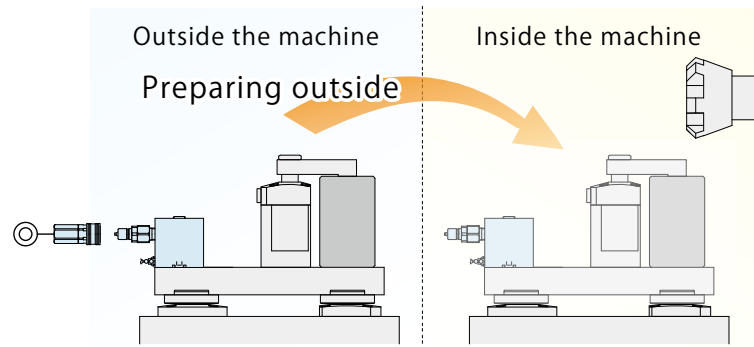 Outside the machine
Inside the machine
Preparing outside